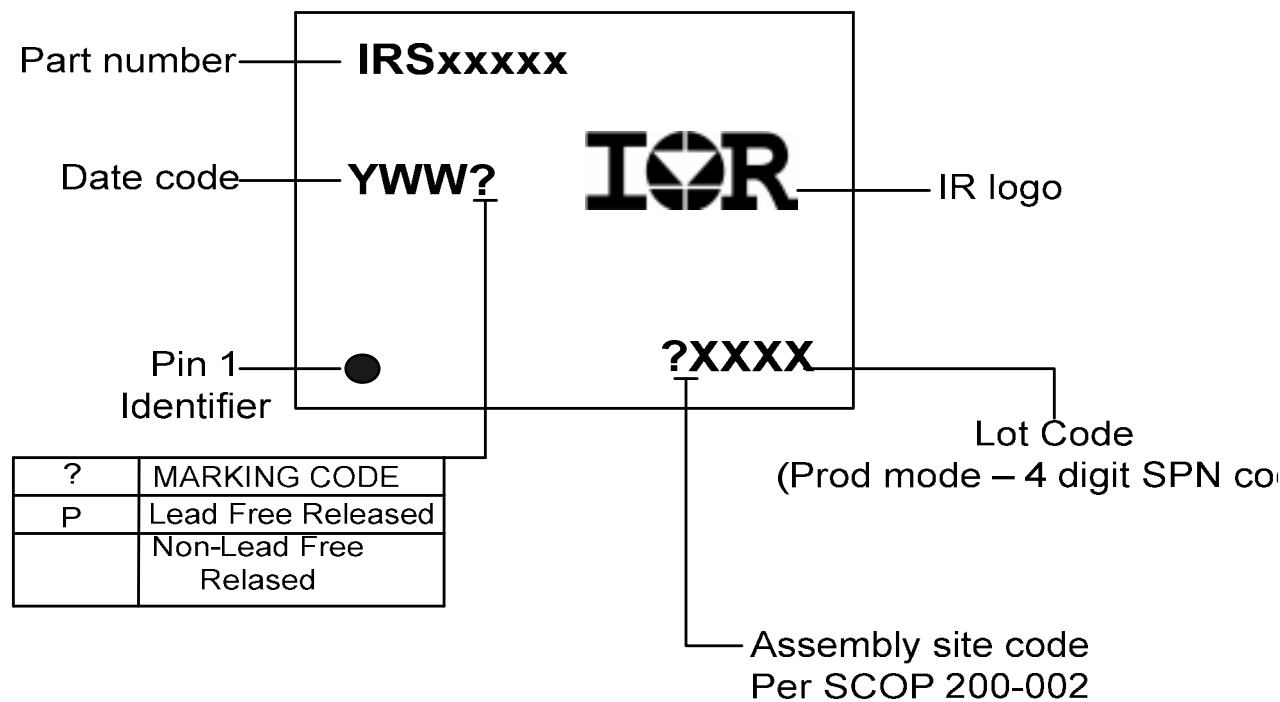 Part number
IRSxxxxx
Date code
YWW?
IOR
IR logo
Pin 1
Identifier
?XXXX
Lot Code
(Prod mode – 4 digit SPN
? MARKING CODE
P Lead Free Released
Non-Lead Free
Relased
Assembly site code
Per SCOP 200-002